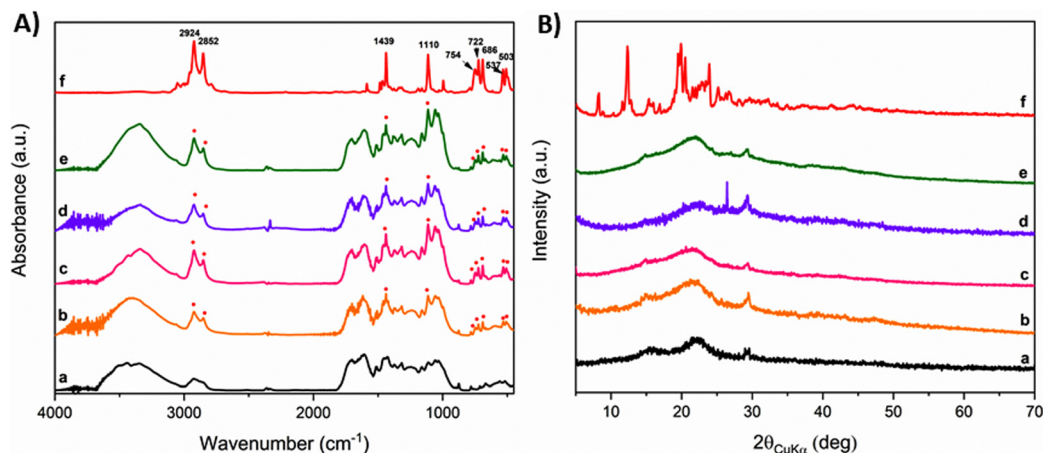 A)
2924
2852
1439
1110
754
722
686
537
503
f
e
d
c
b
a
Absorbance (a.u.)
4000 3000 2000 1000
Wavenumber (cm⁻¹)
B)
f
e
d
c
b
a
Intensity (a.u.)
10 20 30 40 50 60 70
2θCuKα (deg)